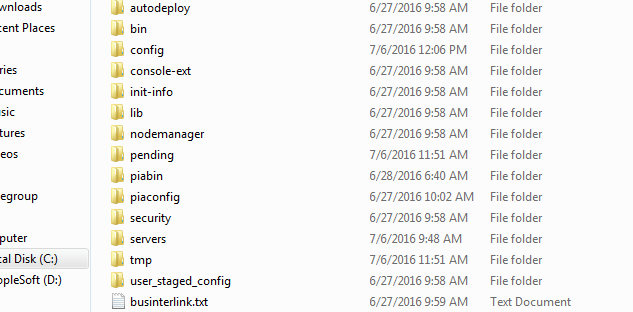 wnloads autodeploy 6/27/2016 9:58 AM File folder
cent Places bin 6/27/2016 9:58 AM File folder
config 7/6/2016 12:06 PM File folder
ries console-ext 6/27/2016 9:58 AM File folder
cuments init-info 6/27/2016 9:58 AM File folder
usic lib 6/27/2016 9:58 AM File folder
tures nodemanager 6/27/2016 9:58 AM File folder
eos pending 7/6/2016 11:51 AM File folder
piabin 6/28/2016 6:40 AM File folder
egroup piaconfig 6/27/2016 10:02 AM File folder
security 6/27/2016 9:58 AM File folder
puter servers 7/6/2016 9:48 AM File folder
cal Disk (C:) tmp 7/6/2016 11:51 AM File folder
opleSoft (D:) user_staged_config 6/27/2016 9:58 AM File folder
businterlink.txt 6/27/2016 9:59 AM Text Document